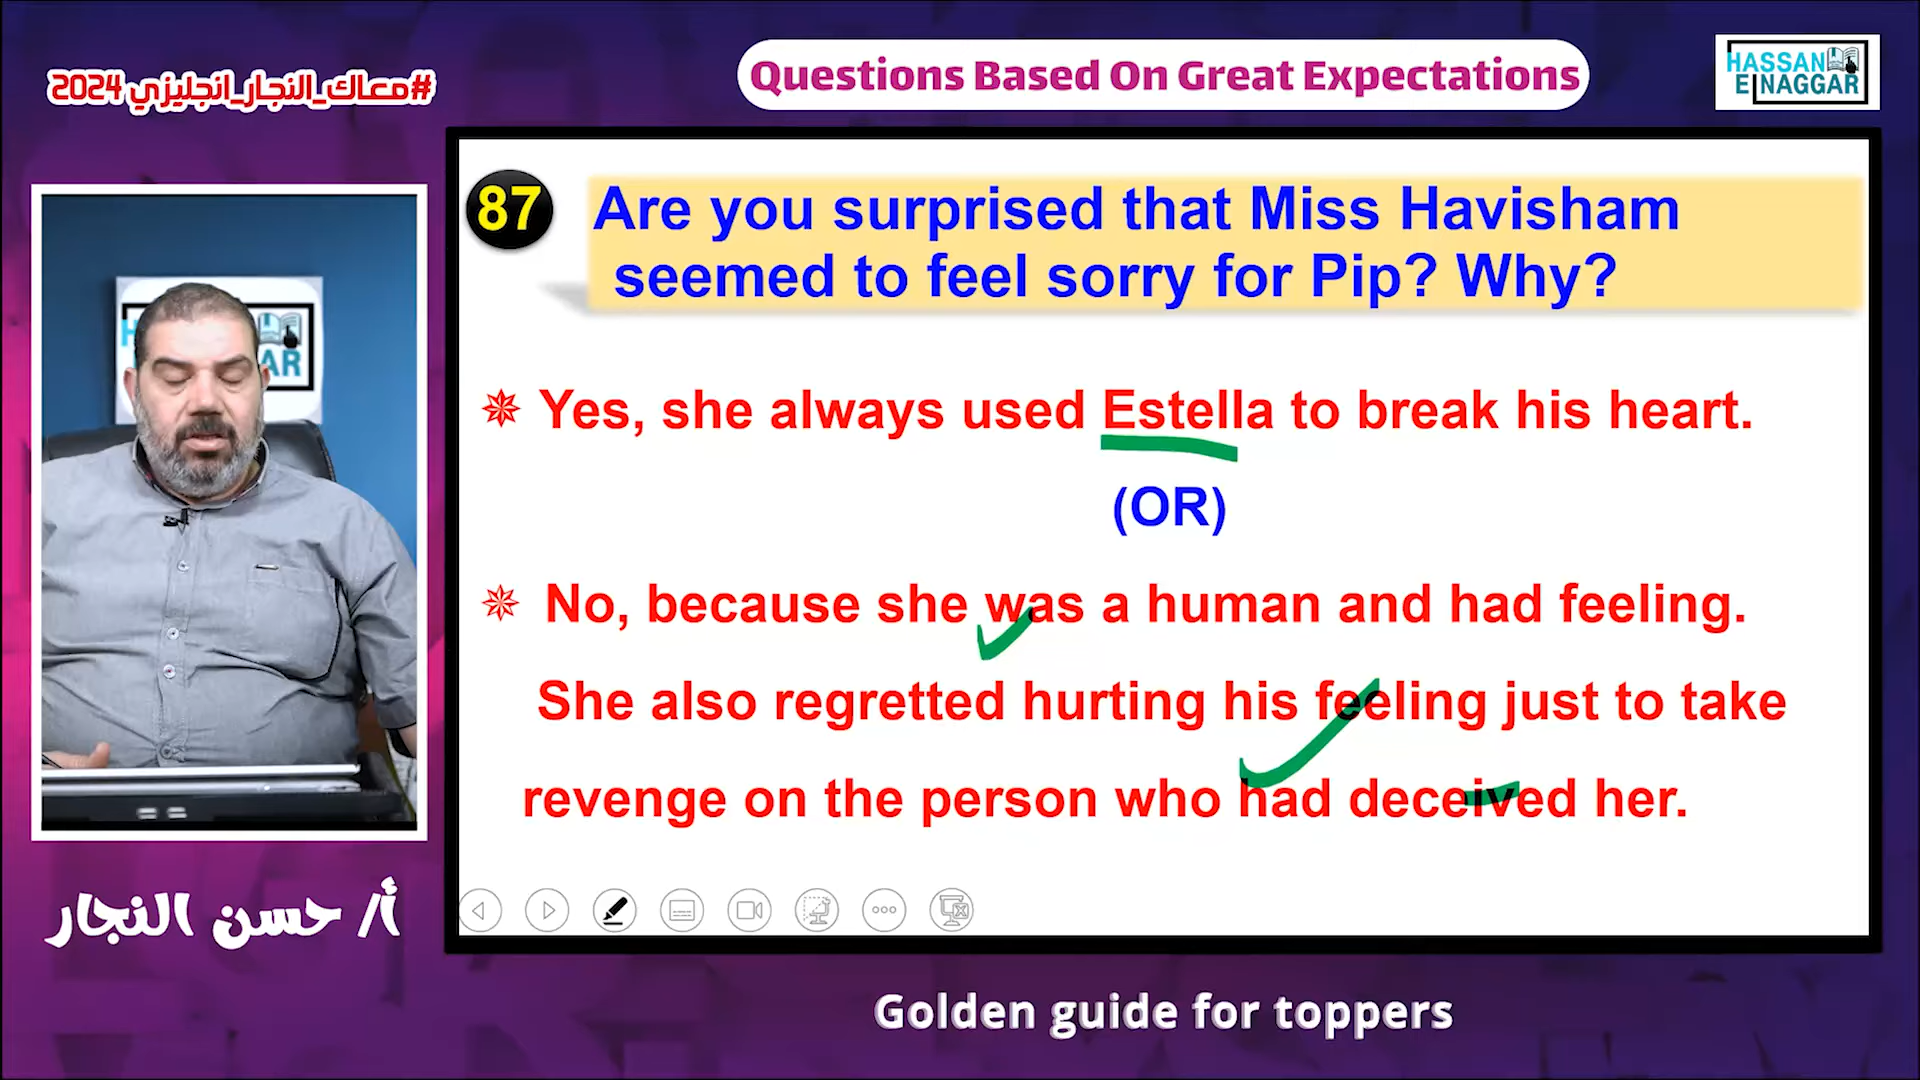 #معاك_النجار_انجليزي 2024
Questions Based On Great Expectations
HASSAN
ELNAGGAR
87
Are you surprised that Miss Havisham
seemed to feel sorry for Pip? Why?
Yes, she always used Estella to break his heart.
(OR)
No, because she was a human and had feeling.
She also regretted hurting his feeling just to take
revenge on the person who had deceived her.
AR
أ/ حسن النجار
Golden guide for toppers